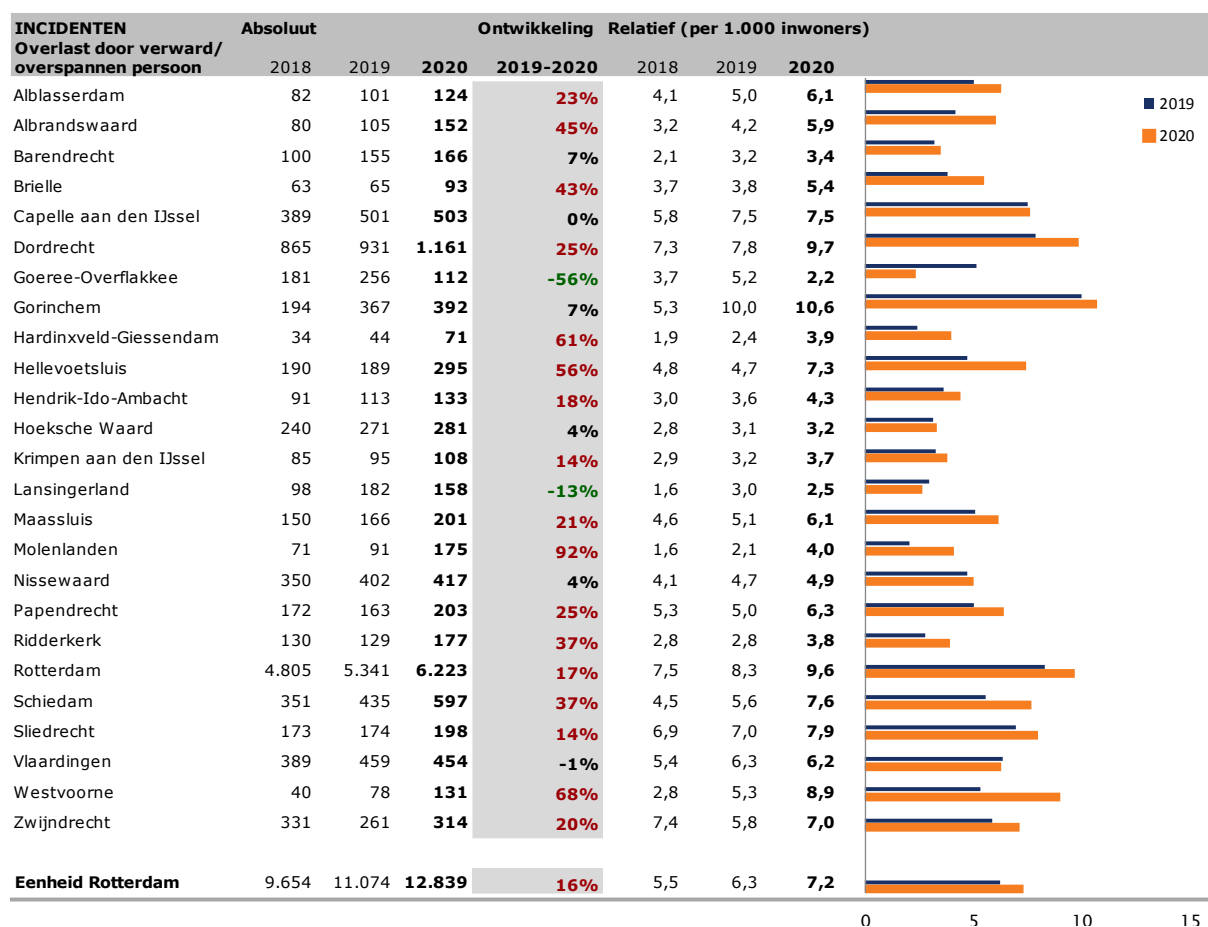 INCIDENTEN Absoluut Ontwikkeling Relatief (per 1.000 inwoners)
Overlast door verward/
overspannen persoon 2018 2019 2020 2019-2020 2018 2019 2020
Alblasserdam 82 101 124 23% 4,1 5,0 6,1
2019
Albrandswaard 80 105 152 45% 3,2 4,2 5,9
2020
Barendrecht 100 155 166 7% 2,1 3,2 3,4
Brielle 63 65 93 43% 3,7 3,8 5,4
Capelle aan den IJssel 389 501 503 0% 5,8 7,5 7,5
Dordrecht 865 931 1.161 25% 7,3 7,8 9,7
Goeree-Overflakkee 181 256 112 -56% 3,7 5,2 2,2
Gorinchem 194 367 392 7% 5,3 10,0 10,6
Hardinxveld-Giessendam 34 44 71 61% 1,9 2,4 3,9
Hellevoetsluis 190 189 295 56% 4,8 4,7 7,3
Hendrik-Ido-Ambacht 91 113 133 18% 3,0 3,6 4,3
Hoeksche Waard 240 271 281 4% 2,8 3,1 3,2
Krimpen aan den IJssel 85 95 108 14% 2,9 3,2 3,7
Lansingerland 98 182 158 -13% 1,6 3,0 2,5
Maassluis 150 166 201 21% 4,6 5,1 6,1
Molenlanden 71 91 175 92% 1,6 2,1 4,0
Nissewaard 350 402 417 4% 4,1 4,7 4,9
Papendrecht 172 163 203 25% 5,3 5,0 6,3
Ridderkerk 130 129 177 37% 2,8 2,8 3,8
Rotterdam 4.805 5.341 6.223 17% 7,5 8,3 9,6
Schiedam 351 435 597 37% 4,5 5,6 7,6
Sliedrecht 173 174 198 14% 6,9 7,0 7,9
Vlaardingen 389 459 454 -1% 5,4 6,3 6,2
Westvoorne 40 78 131 68% 2,8 5,3 8,9
Zwijndrecht 331 261 314 20% 7,4 5,8 7,0
Eenheid Rotterdam 9.654 11.074 12.839 16% 5,5 6,3 7,2
0 5 10 15